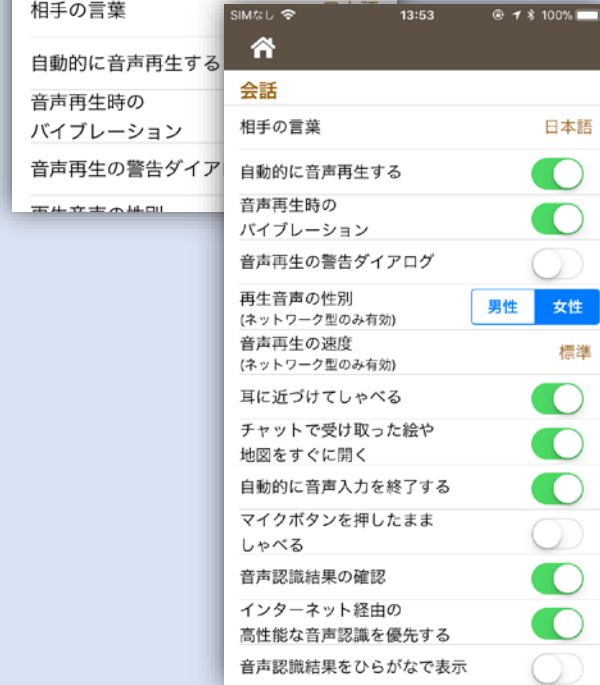 相手の言葉
自動的に音声再生する
音声再生時の
バイブレーション
音声再生の警告ダイア
再生音声の性別
SIMなし 13:53 100%
会話
相手の言葉 日本語
自動的に音声再生する
音声再生時の
バイブレーション
音声再生の警告ダイアログ
再生音声の性別 男性 女性
(ネットワーク型のみ有効)
音声再生の速度 標準
(ネットワーク型のみ有効)
耳に近づけてしゃべる
チャットで受け取った絵や
地図をすぐに開く
自動的に音声入力を終了する
マイクボタンを押したまま
しゃべる
音声認識結果の確認
インターネット経由の
高性能な音声認識を優先する
音声認識結果をひらがなで表示